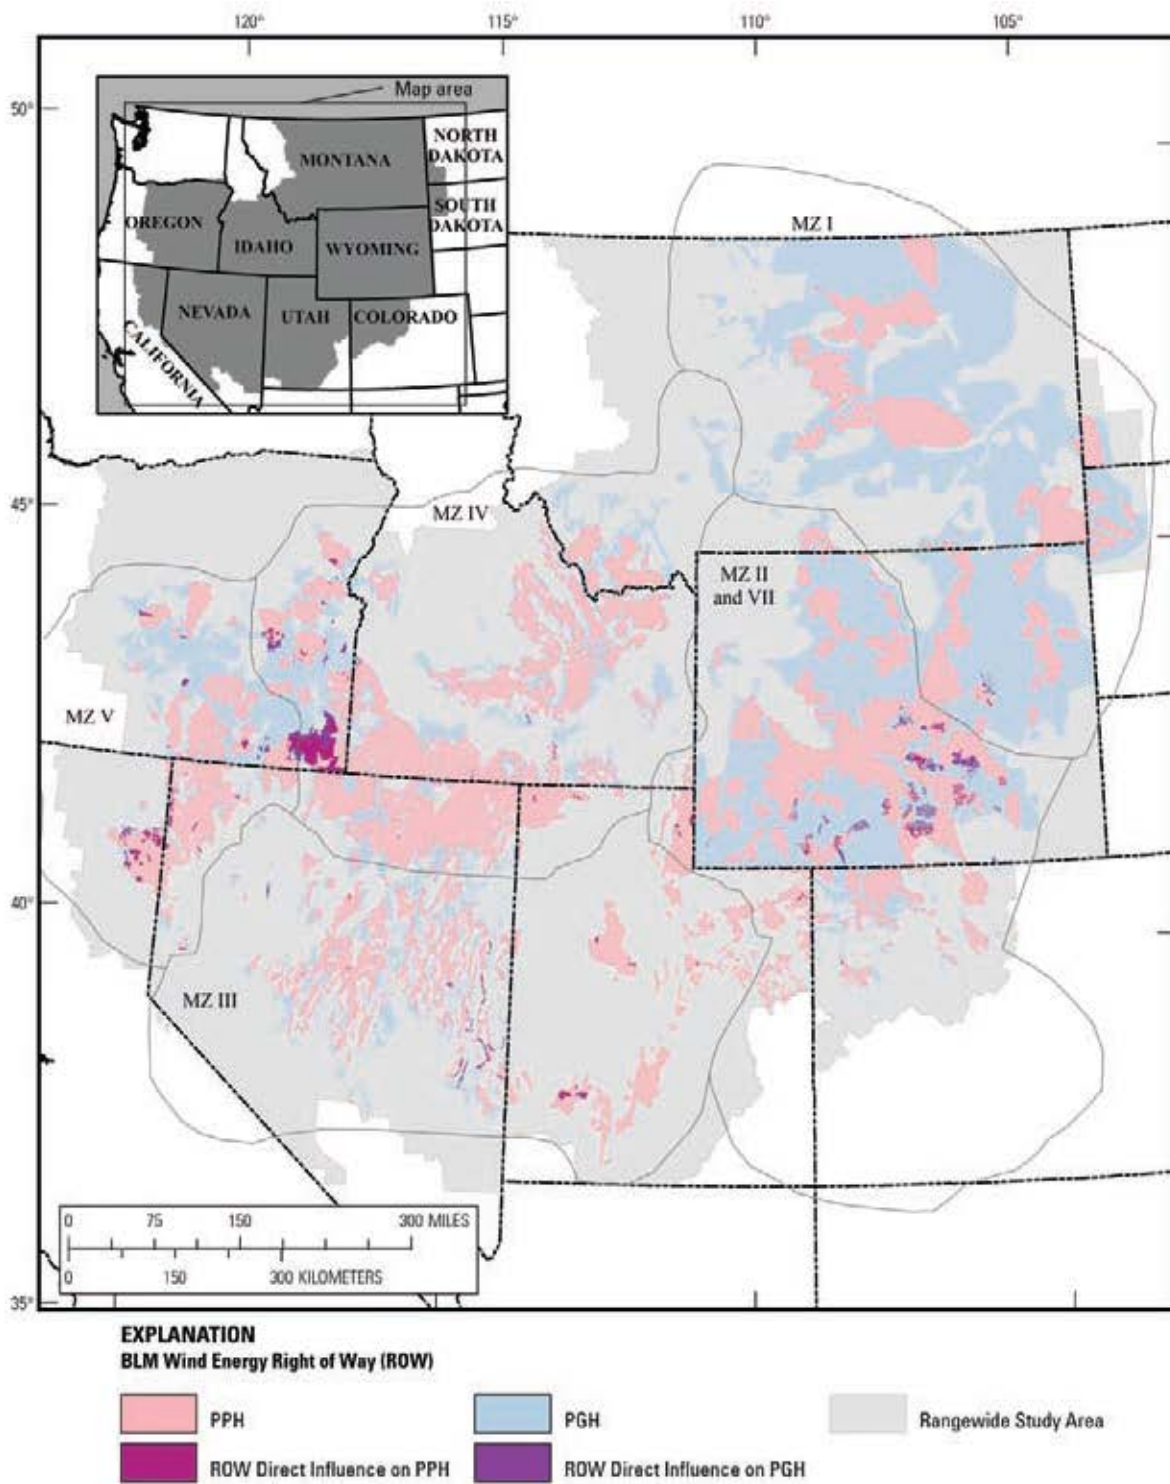 120° 115° 110° 105°
50°
45°
40°
35°
Map area
NORTH
DAKOTA
MONTANA
SOUTH
DAKOTA
OREGON
IDAHO
WYOMING
NEVADA
UTAH
COLORADO
CALIFORNIA
MZ I
MZ IV
MZ II
and VII
MZ V
MZ III
0 75 150 300 MILES
0 150 300 KILOMETERS
EXPLANATION
BLM Wind Energy Right of Way (ROW)
PPH PGH Rangewide Study Area
ROW Direct Influence on PPH ROW Direct Influence on PGH